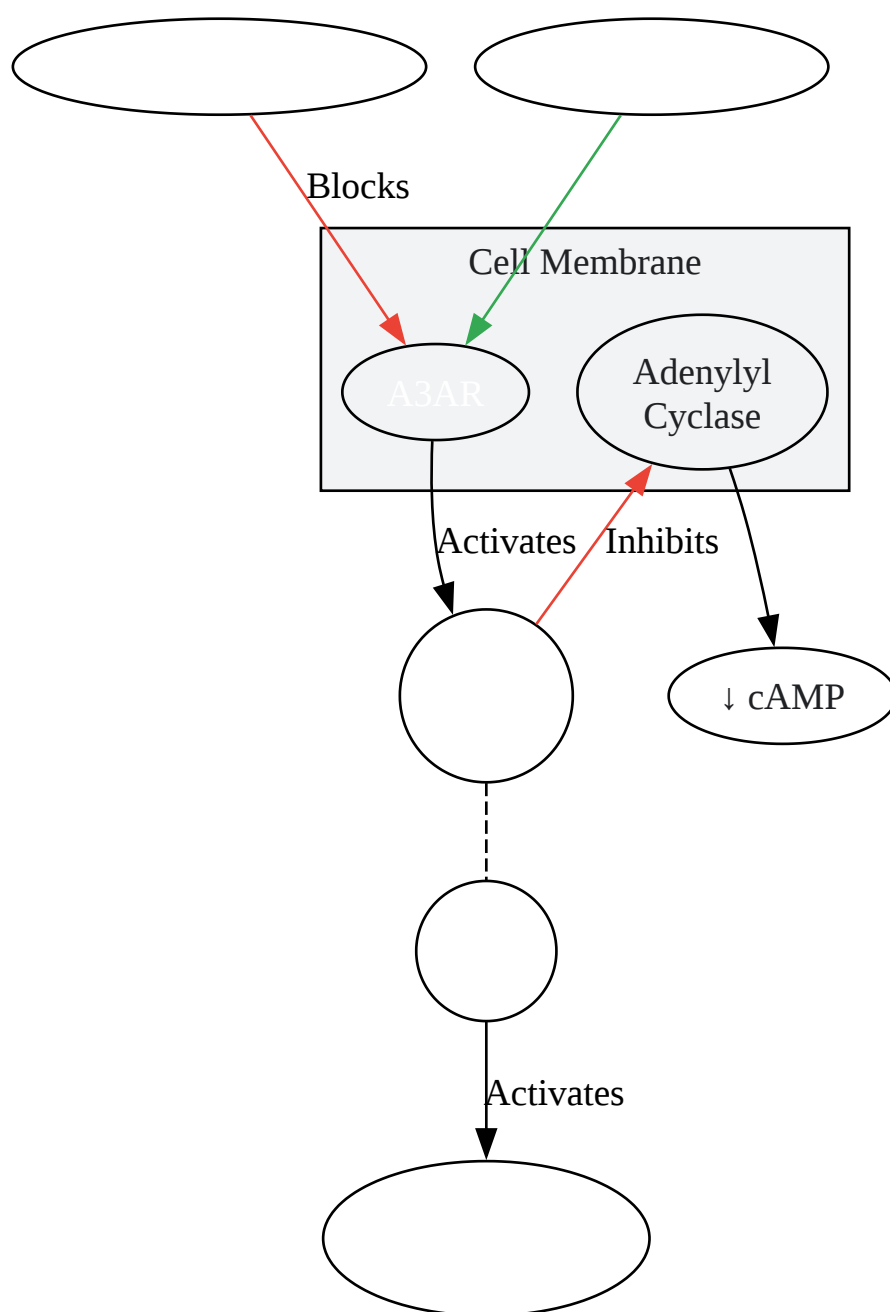 Blocks
Cell Membrane
A3AR
Adenylyl
Cyclase
Activates
Inhibits
↓ cAMP
Activates